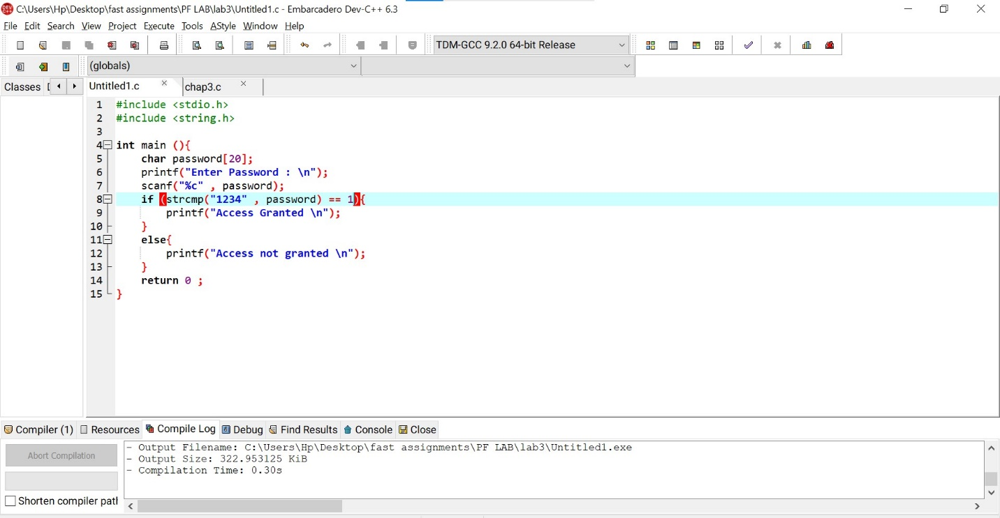 C:\Users\Hp\Desktop\fast assignments\PF LAB\lab3\Untitled1.c - Embarcadero Dev-C++ 6.3
File Edit Search View Project Execute Tools AStyle Window Help
TDM-GCC 9.2.0 64-bit Release
(globals)
Classes Untitled1.c chap3.c
1 #include <stdio.h>
2 #include <string.h>
3
4 int main (){
5 char password[20];
6 printf("Enter Password : \n");
7 scanf("%c" , password);
8 if (strcmp("1234" , password) == 1){
9 printf("Access Granted \n");
10 }
11 else{
12 printf("Access not granted \n");
13 }
14 return 0 ;
15 }
Compiler (1) Resources Compile Log Debug Find Results Console Close
Abort Compilation
Shorten compiler path
- Output Filename: C:\Users\Hp\Desktop\fast assignments\PF LAB\lab3\Untitled1.exe
- Output Size: 322.953125 KiB
- Compilation Time: 0.30s